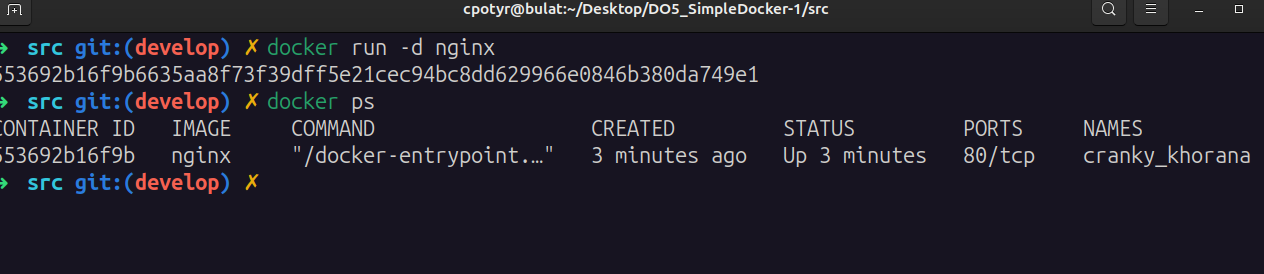 cpotyr@bulat:~/Desktop/DO5_SimpleDocker-1/src
➜ src git:(develop) ✗ docker run -d nginx
553692b16f9b6635aa8f73f39dff5e21cec94bc8dd629966e0846b380da749e1
➜ src git:(develop) ✗ docker ps
CONTAINER ID IMAGE COMMAND CREATED STATUS PORTS NAMES
553692b16f9b nginx "/docker-entrypoint.…" 3 minutes ago Up 3 minutes 80/tcp cranky_khorana
➜ src git:(develop) ✗